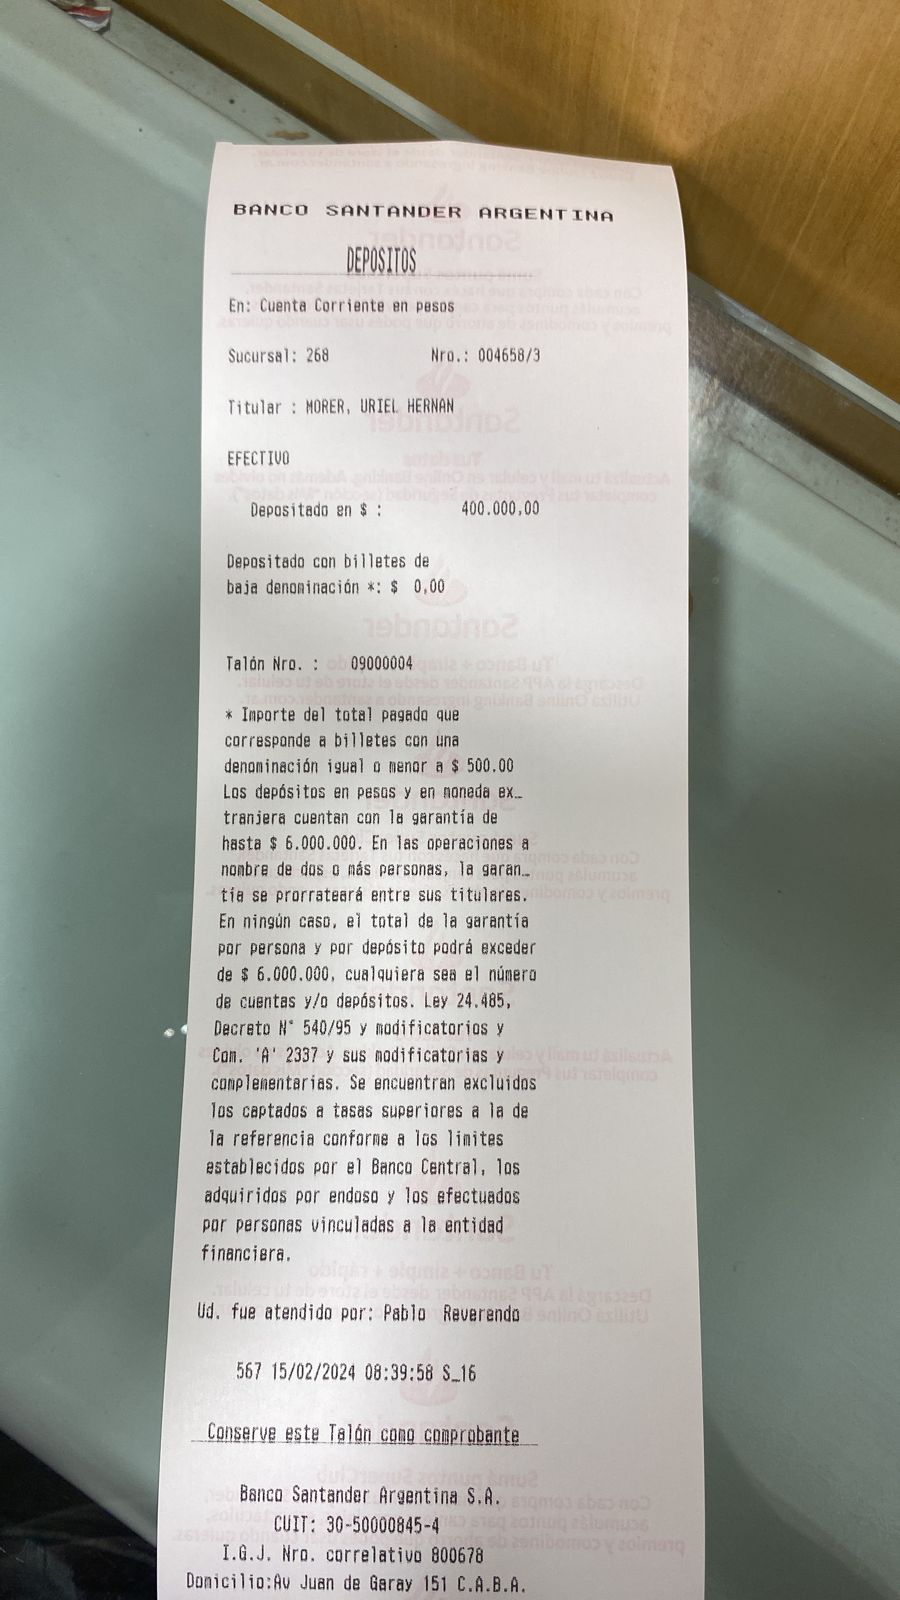 BANCO SANTANDER ARGENTINA
DEPOSITOS
En: Cuenta Corriente en pesos
Sucursal: 268 Nro.: 004658/3
Titular : MORER, URIEL HERNAN
EFECTIVO
Depositado en $ : 400.000,00
Depositado con billetes de
baja denominación *: $ 0,00
Talón Nro. : 09000004
* Importe del total pagado que
corresponde a billetes con una
denominación igual o menor a $ 500.00
Los depósitos en pesos y en moneda ex_
tranjera cuentan con la garantía de
hasta $ 6.000.000. En las operaciones a
nombre de dos o más personas, la garan_
tía se prorrateará entre sus titulares.
En ningún caso, el total de la garantía
por persona y por depósito podrá exceder
de $ 6.000.000, cualquiera sea el número
de cuentas y/o depósitos. Ley 24.485,
Decreto N° 540/95 y modificatorios y
Com. 'A' 2337 y sus modificatorias y
complementarias. Se encuentran excluidos
los captados a tasas superiores a la de
la referencia conforme a los límites
establecidos por el Banco Central, los
adquiridos por endoso y los efectuados
por personas vinculadas a la entidad
financiera.
Ud. fue atendido por: Pablo Reverendo
567 15/02/2024 08:39:58 S_16
Conserve este Talón como comprobante
Banco Santander Argentina S.A.
CUIT: 30-50000845-4
I.G.J. Nro. correlativo 800678
Domicilio:Av Juan de Garay 151 C.A.B.A.